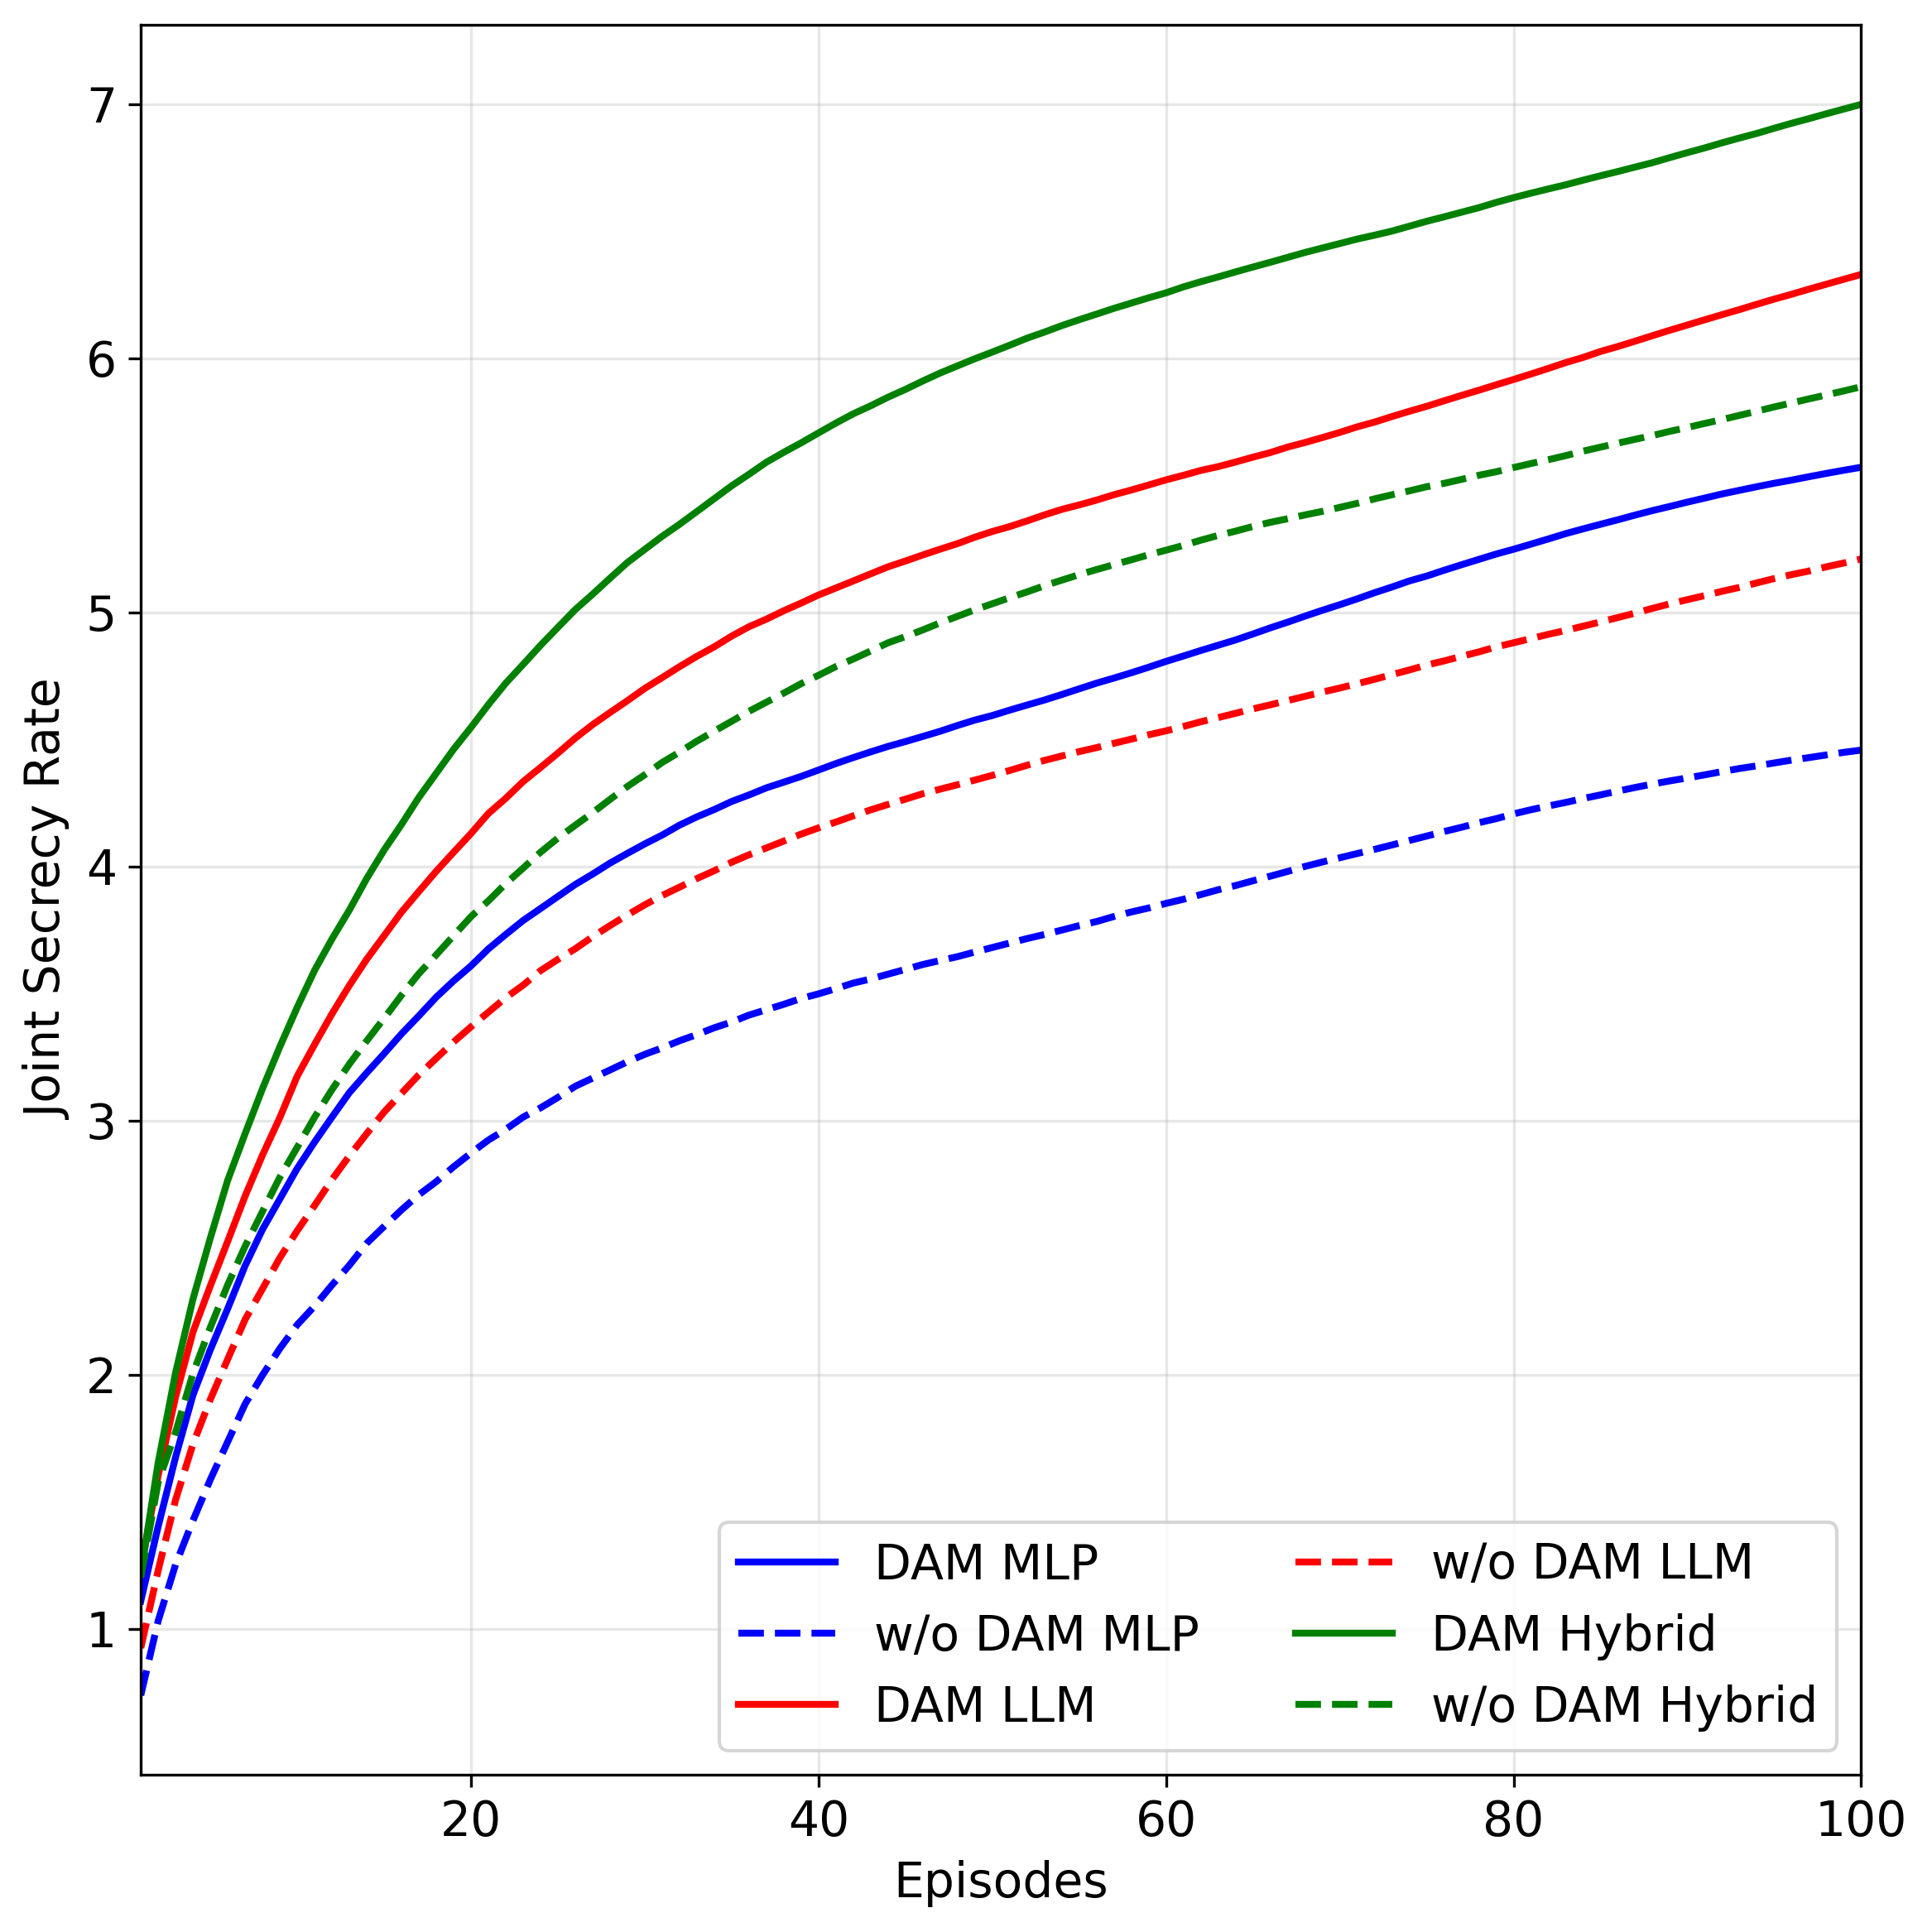 7
6
5
4
3
2
1
Joint Secrecy Rate
DAM MLP
w/o DAM MLP
DAM LLM
w/o DAM LLM
DAM Hybrid
w/o DAM Hybrid
20 40 60 80 100
Episodes